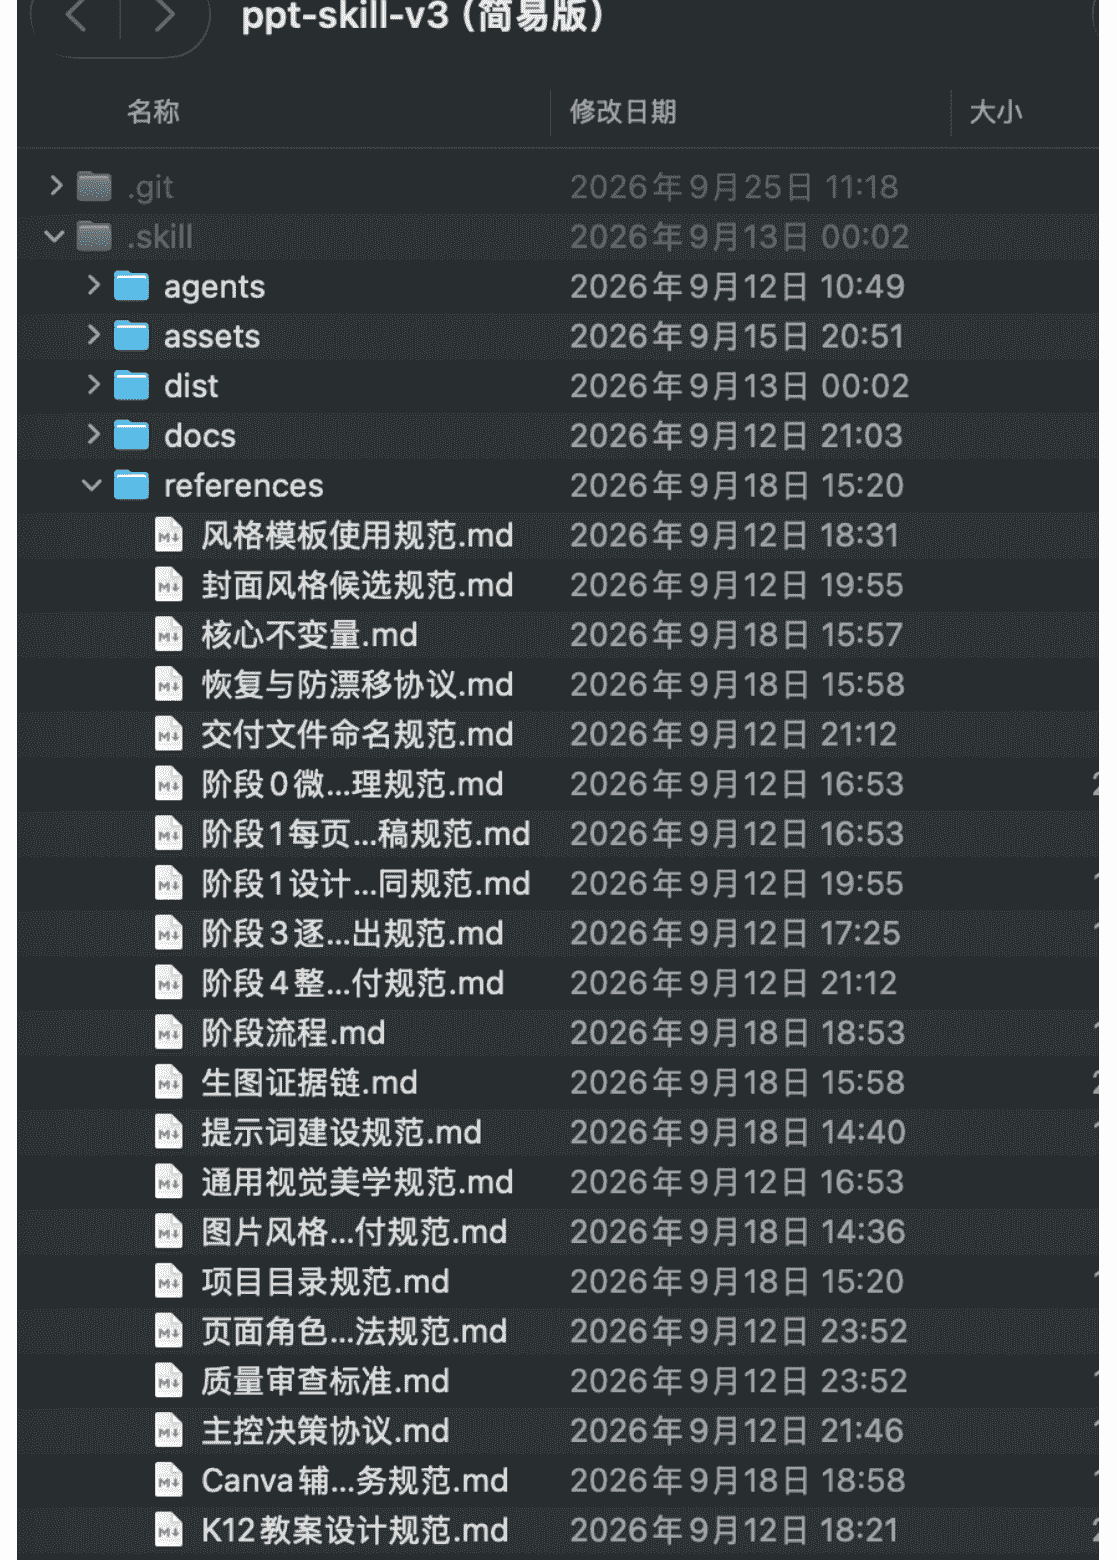 ppt-skill-v3 (简易版)
名称 修改日期 大小
.git 2026年9月25日 11:18
.skill 2026年9月13日 00:02
agents 2026年9月12日 10:49
assets 2026年9月15日 20:51
dist 2026年9月13日 00:02
docs 2026年9月12日 21:03
references 2026年9月18日 15:20
风格模板使用规范.md 2026年9月12日 18:31
封面风格候选规范.md 2026年9月12日 19:55
核心不变量.md 2026年9月18日 15:57
恢复与防漂移协议.md 2026年9月18日 15:58
交付文件命名规范.md 2026年9月12日 21:12
阶段0微...理规范.md 2026年9月12日 16:53
阶段1每页...稿规范.md 2026年9月12日 16:53
阶段1设计...同规范.md 2026年9月12日 19:55
阶段3逐...出规范.md 2026年9月12日 17:25
阶段4整...付规范.md 2026年9月12日 21:12
阶段流程.md 2026年9月18日 18:53
生图证据链.md 2026年9月18日 15:58
提示词建设规范.md 2026年9月18日 14:40
通用视觉美学规范.md 2026年9月12日 16:53
图片风格...付规范.md 2026年9月18日 14:36
项目目录规范.md 2026年9月18日 15:20
页面角色...法规范.md 2026年9月12日 23:52
质量审查标准.md 2026年9月12日 23:52
主控决策协议.md 2026年9月12日 21:46
Canva辅...务规范.md 2026年9月18日 18:58
K12教案设计规范.md 2026年9月12日 18:21